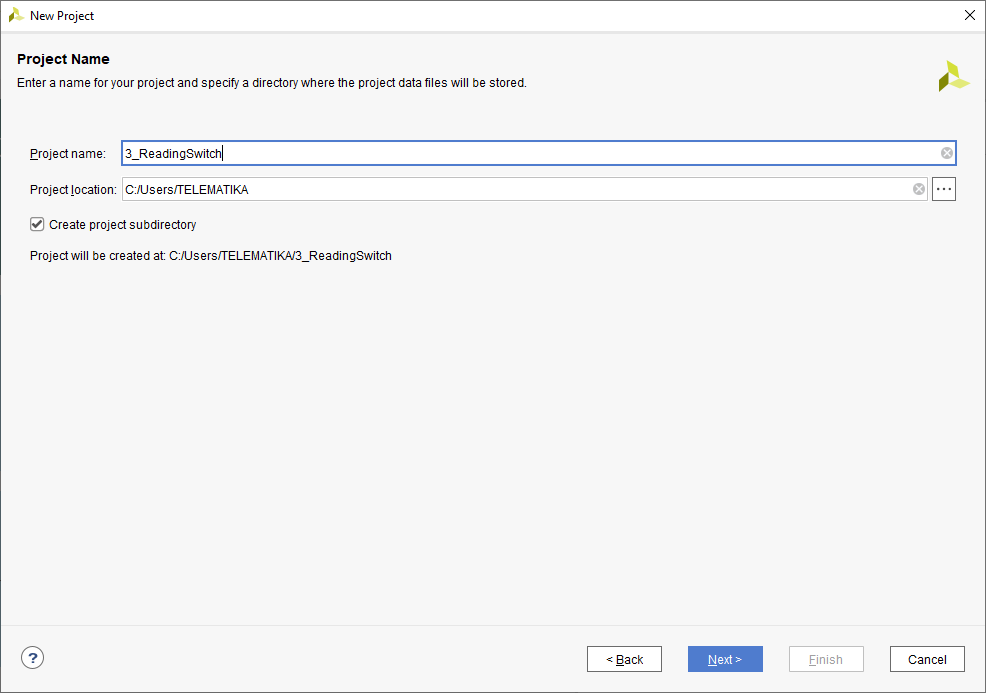 New Project
Project Name
Enter a name for your project and specify a directory where the project data files will be stored.
Project name: 3_ReadingSwitch
Project location: C:/Users/TELEMATIKA ...
Create project subdirectory
Project will be created at: C:/Users/TELEMATIKA/3_ReadingSwitch
? < Back Next > Finish Cancel